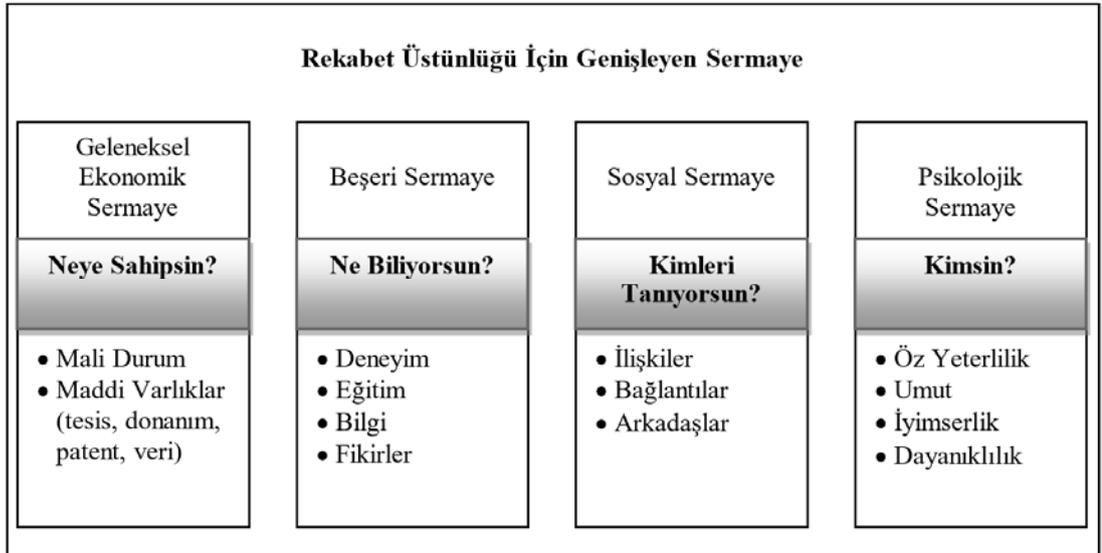 Rekabet Üstünlüğü İçin Genişleyen Sermaye
Geleneksel
Ekonomik
Sermaye
Neye Sahipsin?
• Mali Durum
• Maddi Varlıklar
(tesis, donanım,
patent, veri)
Beşeri Sermaye
Ne Biliyorsun?
• Deneyim
• Eğitim
• Bilgi
• Fikirler
Sosyal Sermaye
Kimleri
Tanıyorsun?
• İlişkiler
• Bağlantılar
• Arkadaşlar
Psikolojik
Sermaye
Kimsin?
• Öz Yeterlilik
• Umut
• İyimserlik
• Dayanıklılık